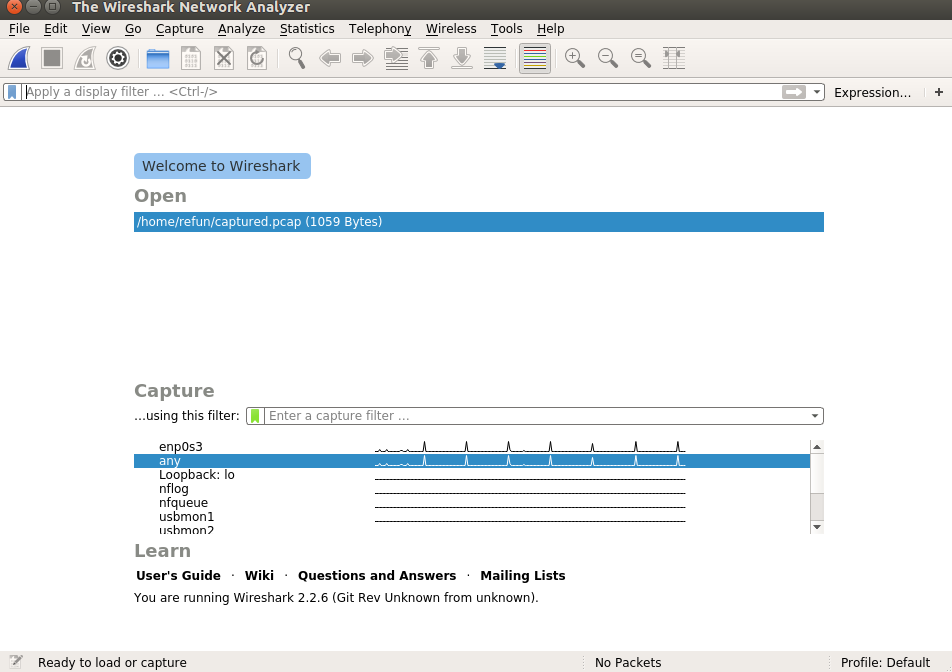 The Wireshark Network Analyzer
File Edit View Go Capture Analyze Statistics Telephony Wireless Tools Help
Apply a display filter ... <Ctrl-/> Expression... +
Welcome to Wireshark
Open
/home/refun/captured.pcap (1059 Bytes)
Capture
...using this filter: Enter a capture filter ...
enp0s3
any
Loopback: lo
nflog
nfqueue
usbmon1
usbmon2
Learn
User's Guide · Wiki · Questions and Answers · Mailing Lists
You are running Wireshark 2.2.6 (Git Rev Unknown from unknown).
Ready to load or capture No Packets Profile: Default